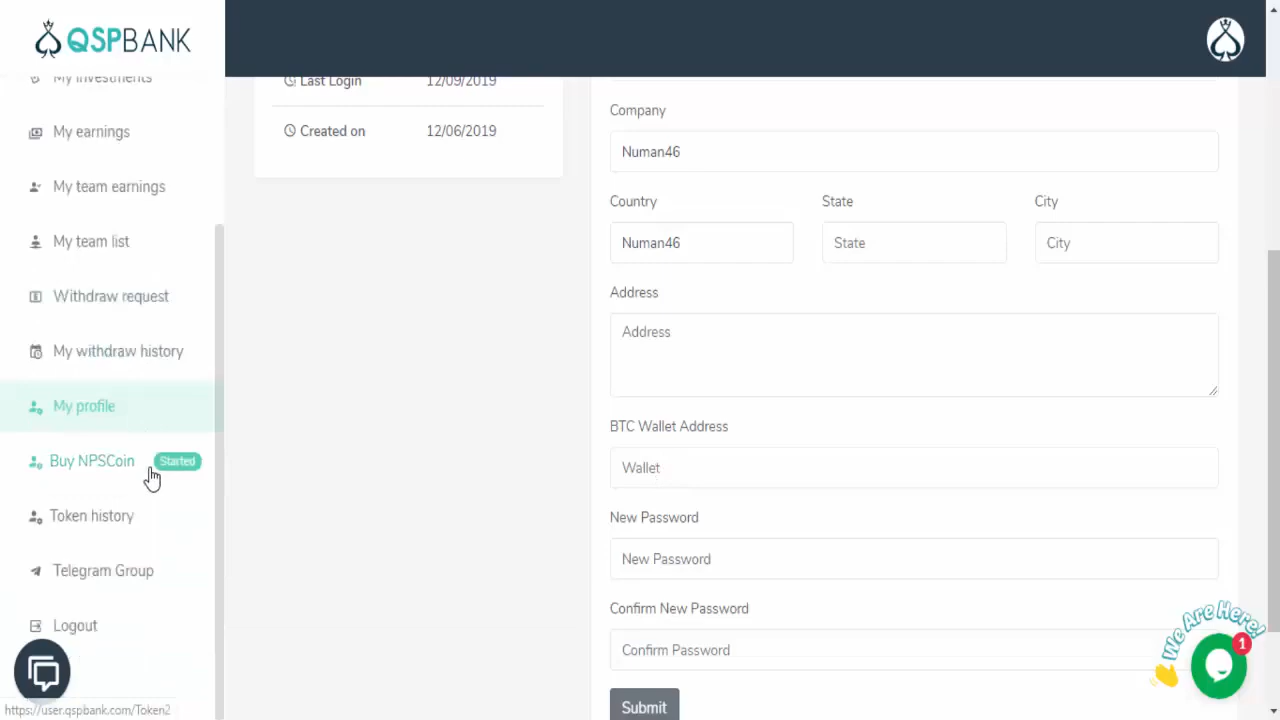 QSPBANK
My investments
My earnings
My team earnings
My team list
Withdraw request
My withdraw history
My profile
Buy NPSCoin Started
Token history
Telegram Group
Logout
https://user.qspbank.com/Token2
Last Login 12/09/2019
Created on 12/06/2019
Company
Numan46
Country State City
Numan46 State City
Address
Address
BTC Wallet Address
Wallet
New Password
New Password
Confirm New Password
Confirm Password
Submit
We Are Here!
1